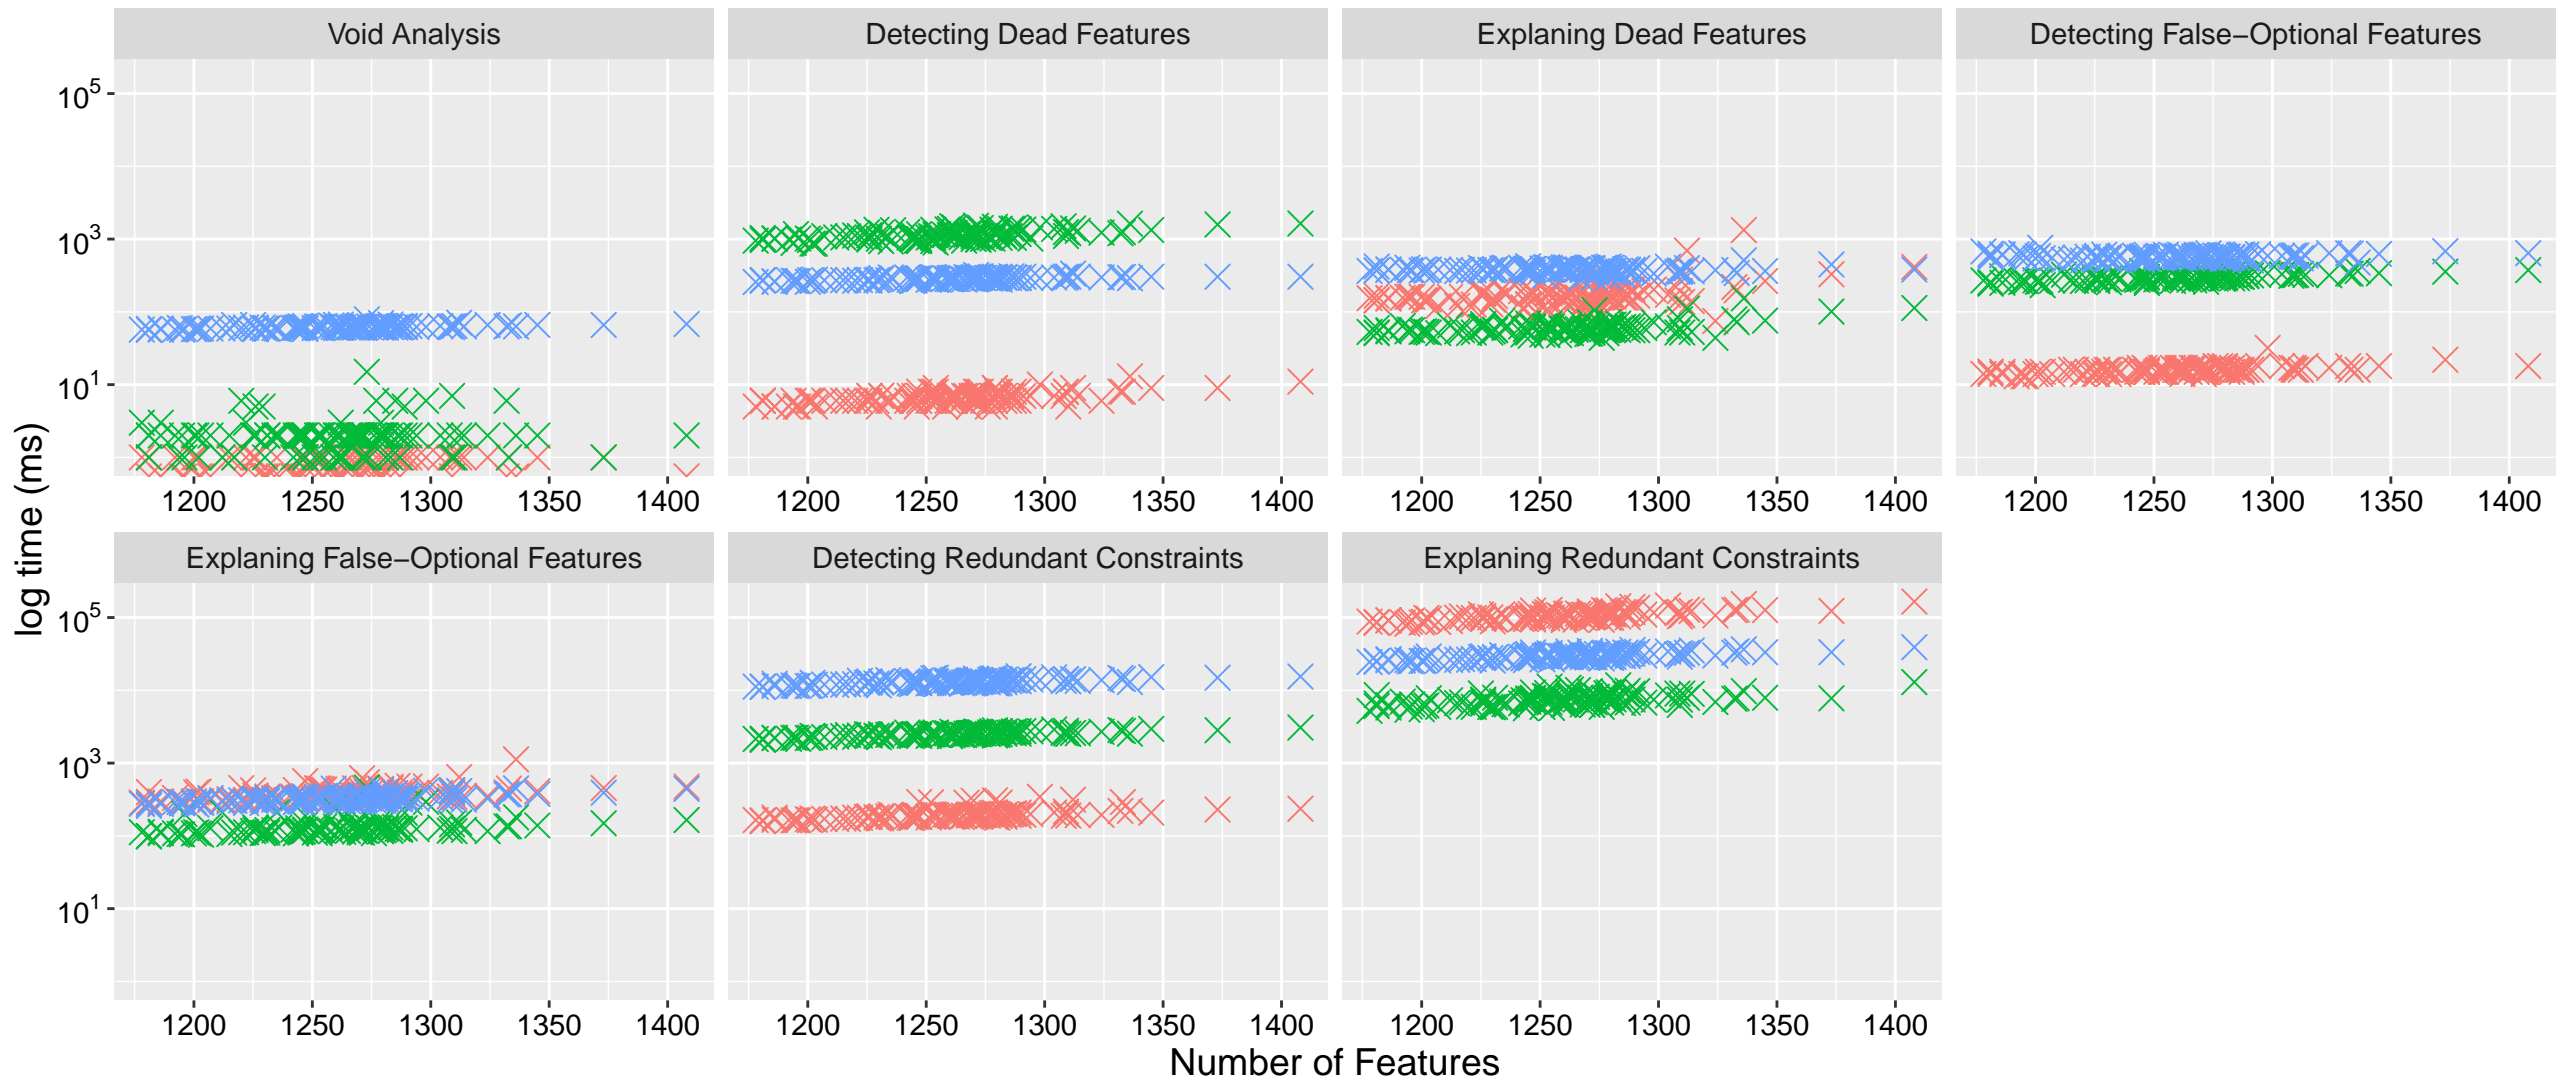 Void Analysis
Detecting Dead Features
Explaning Dead Features
Detecting False−Optional Features
10^5
10^3
10^1
1200 1250 1300 1350 1400
1200 1250 1300 1350 1400
1200 1250 1300 1350 1400
1200 1250 1300 1350 1400
log time (ms)
Explaning False−Optional Features
Detecting Redundant Constraints
Explaning Redundant Constraints
10^5
10^3
10^1
1200 1250 1300 1350 1400
1200 1250 1300 1350 1400
1200 1250 1300 1350 1400
Number of Features